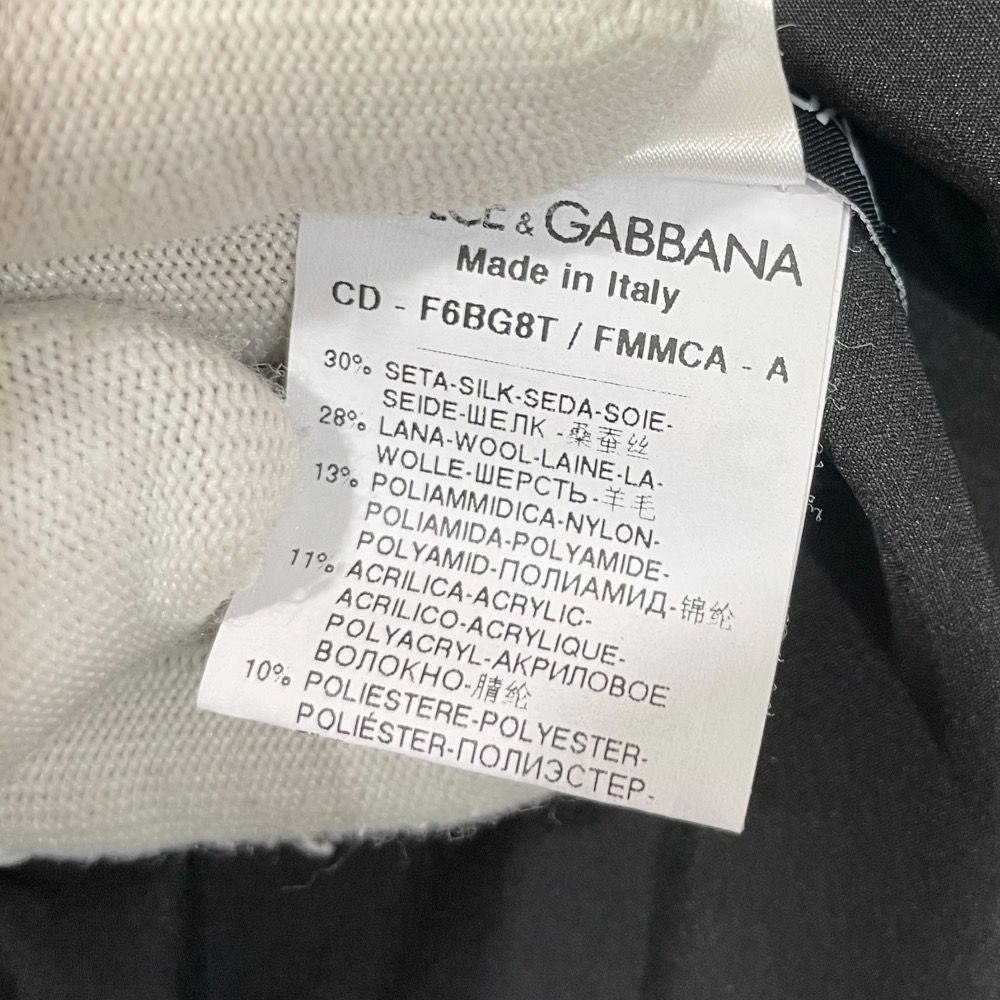 & GABBANA
Made in Italy
CD - F6BG8T / FMMCA - A
30% SETA-SILK-SEDA-SOIE-
SEIDE-ШЕЛК -桑蚕丝
28% LANA-WOOL-LAINE-LA-
WOLLE-ШЕРСТЬ-羊毛
13% POLIAMMIDICA-NYLON-
POLIAMIDA-POLYAMIDE-
POLYAMID-ПОЛИАМИД-锦纶
11% ACRILICA-ACRYLIC-
ACRILICO-ACRYLIQUE-
POLYACRYL-АКРИЛОВОЕ
ВОЛОКНО-腈纶
10% POLIESTERE-POLYESTER-
POLIÉSTER-ПОЛИЭСТЕР-